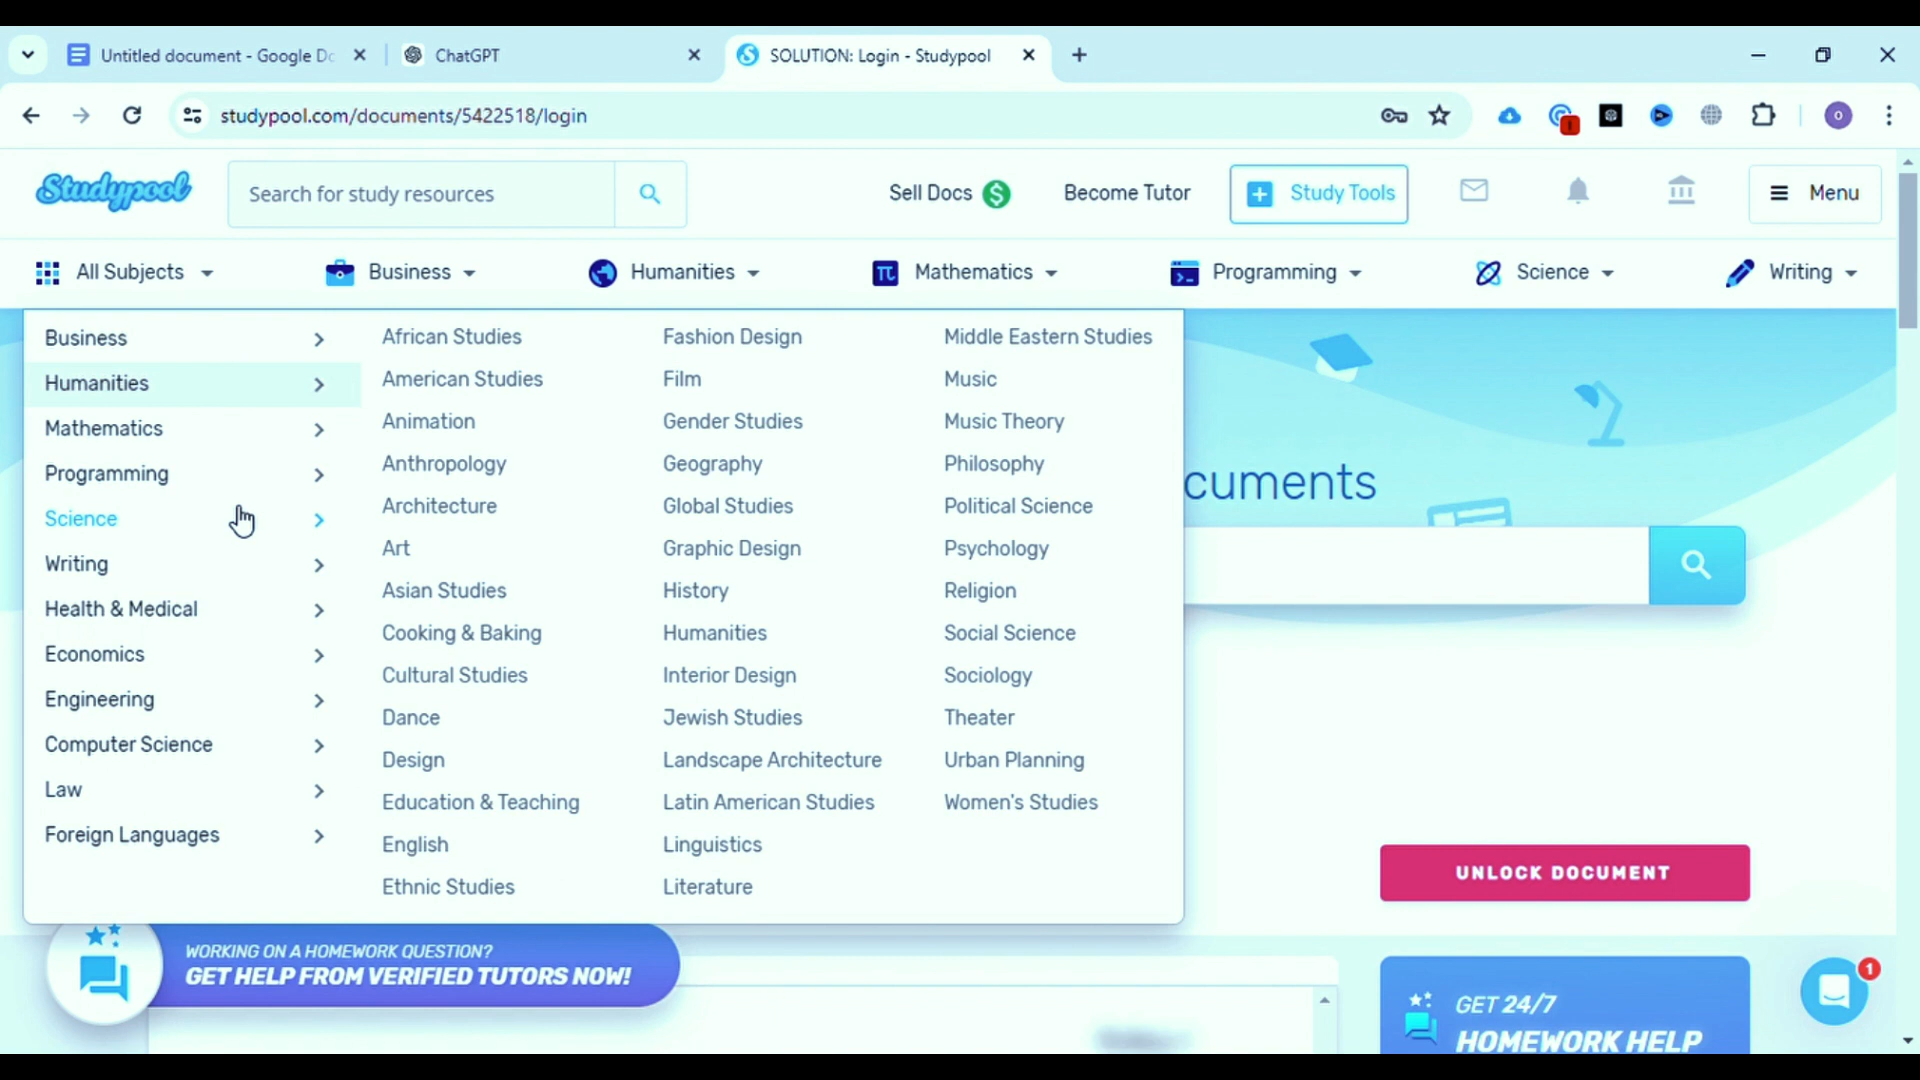 Untitled document - Google Dc
ChatGPT
SOLUTION: Login - Studypool
studypool.com/documents/5422518/login
Studypool
Search for study resources
Sell Docs
Become Tutor
Study Tools
Menu
All Subjects
Business
Humanities
Mathematics
Programming
Science
Writing
Business
Humanities
Mathematics
Programming
Science
Writing
Health & Medical
Economics
Engineering
Computer Science
Law
Foreign Languages
African Studies
American Studies
Animation
Anthropology
Architecture
Art
Asian Studies
Cooking & Baking
Cultural Studies
Dance
Design
Education & Teaching
English
Ethnic Studies
Fashion Design
Film
Gender Studies
Geography
Global Studies
Graphic Design
History
Humanities
Interior Design
Jewish Studies
Landscape Architecture
Latin American Studies
Linguistics
Literature
Middle Eastern Studies
Music
Music Theory
Philosophy
Political Science
Psychology
Religion
Social Science
Sociology
Theater
Urban Planning
Women's Studies
cuments
UNLOCK DOCUMENT
WORKING ON A HOMEWORK QUESTION?
GET HELP FROM VERIFIED TUTORS NOW!
GET 24/7
HOMEWORK HELP
1